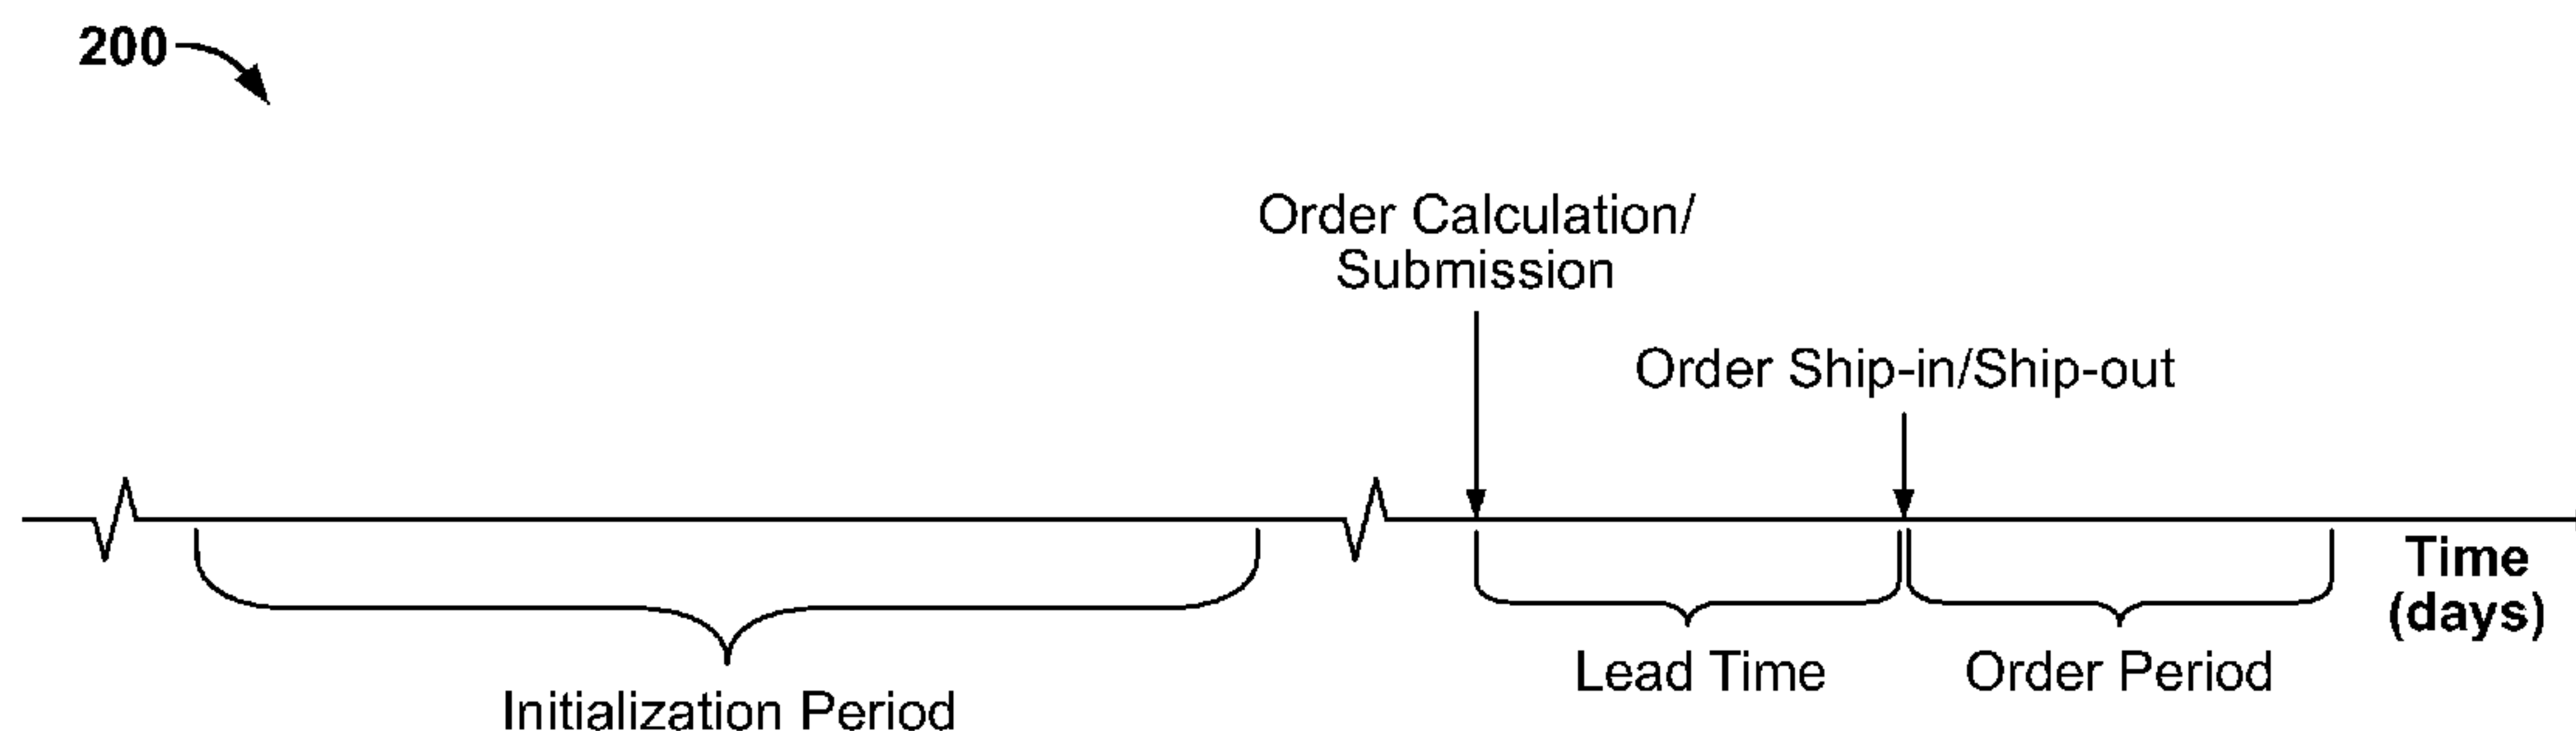 200
Order Calculation/
Submission
Order Ship-in/Ship-out
Time
(days)
Lead Time
Order Period
Initialization Period